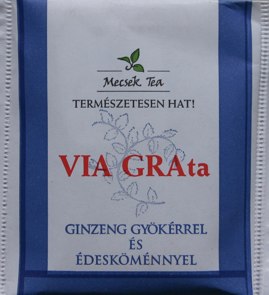 Mecsek Tea
TERMÉSZETESEN HAT!
VIA GRAta
GINZENG GYÖKÉRREL
ÉS
ÉDESKÖMÉNNYEL